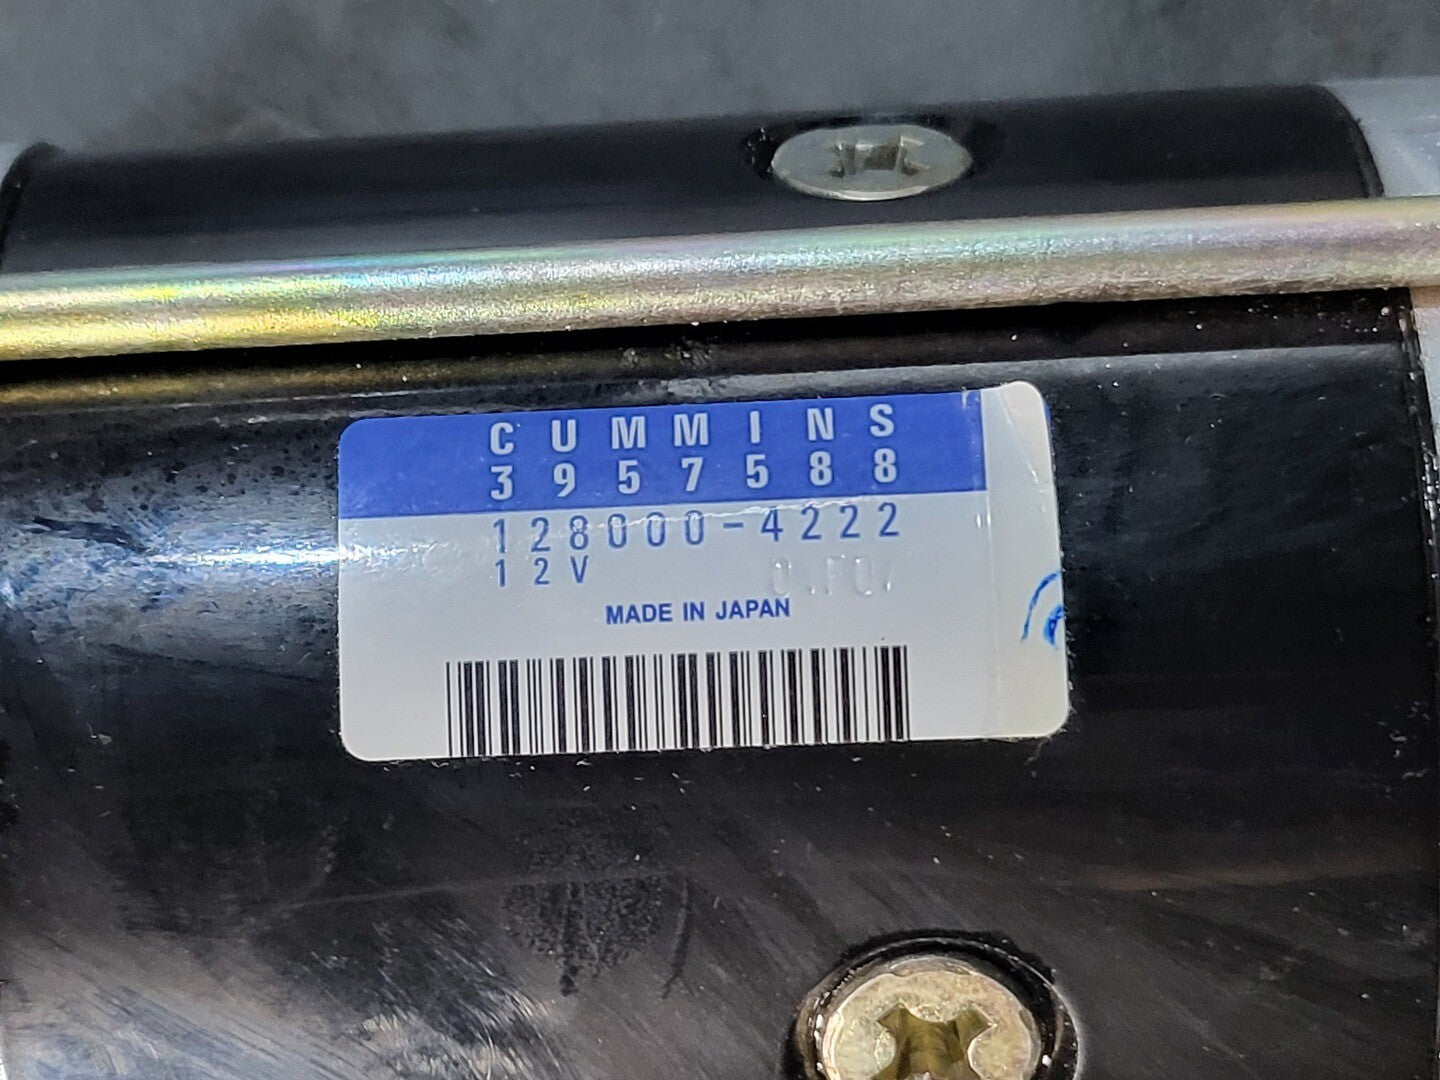 CUMMINS
3957588
128000-4222
12V
MADE IN JAPAN